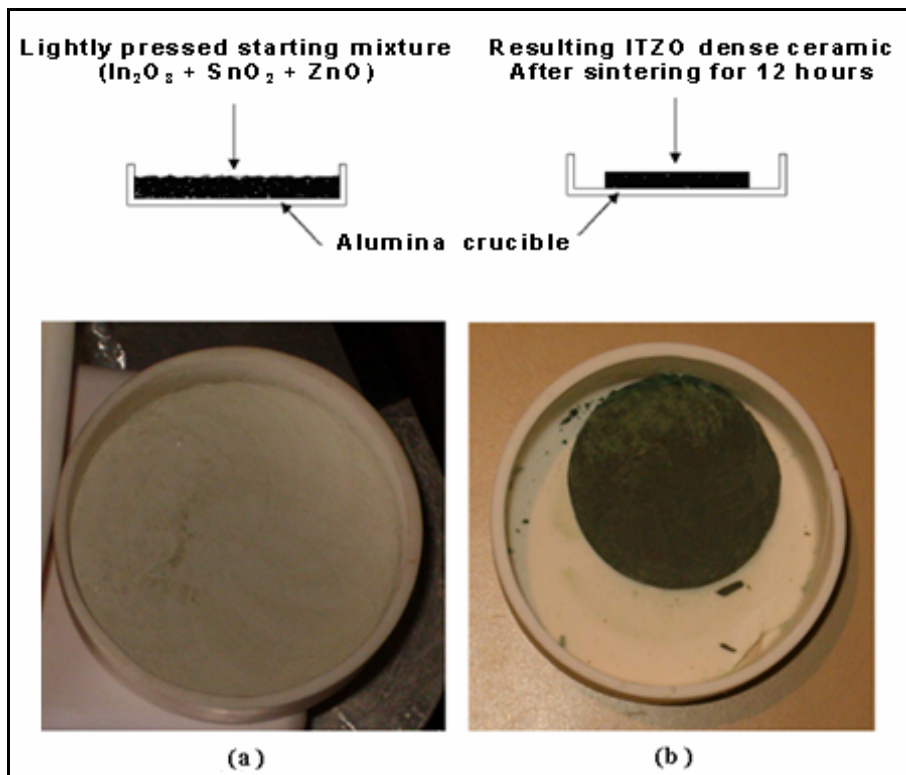 Lightly pressed starting mixture
(In₂O₃ + SnO₂ + ZnO)
Resulting ITZO dense ceramic
After sintering for 12 hours
Alumina crucible
(a)
(b)